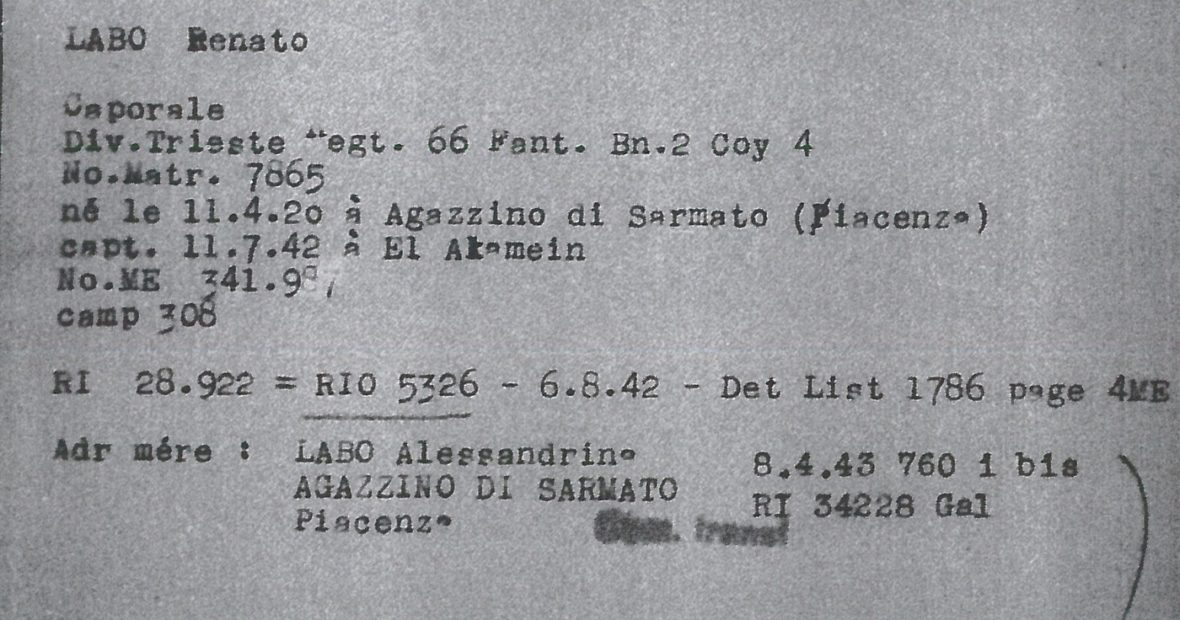 LABO Renato
Caporale
Div.Trieste Regt. 66 Fant. Bn.2 Coy 4
No.Matr. 7865
né le 11.4.20 à Agazzino di Sarmato (Piacenza)
capt. 11.7.42 à El Alamein
No.ME
camp 308
RI 28.922 = RIO 5326 - 6.8.42 - Det List 1786 page 4ME
Adr mére : LABO Alessandrina
AGAZZINO DI SARMATO
Piacenza
8.4.43 760 i bis
RI 34228 Gal